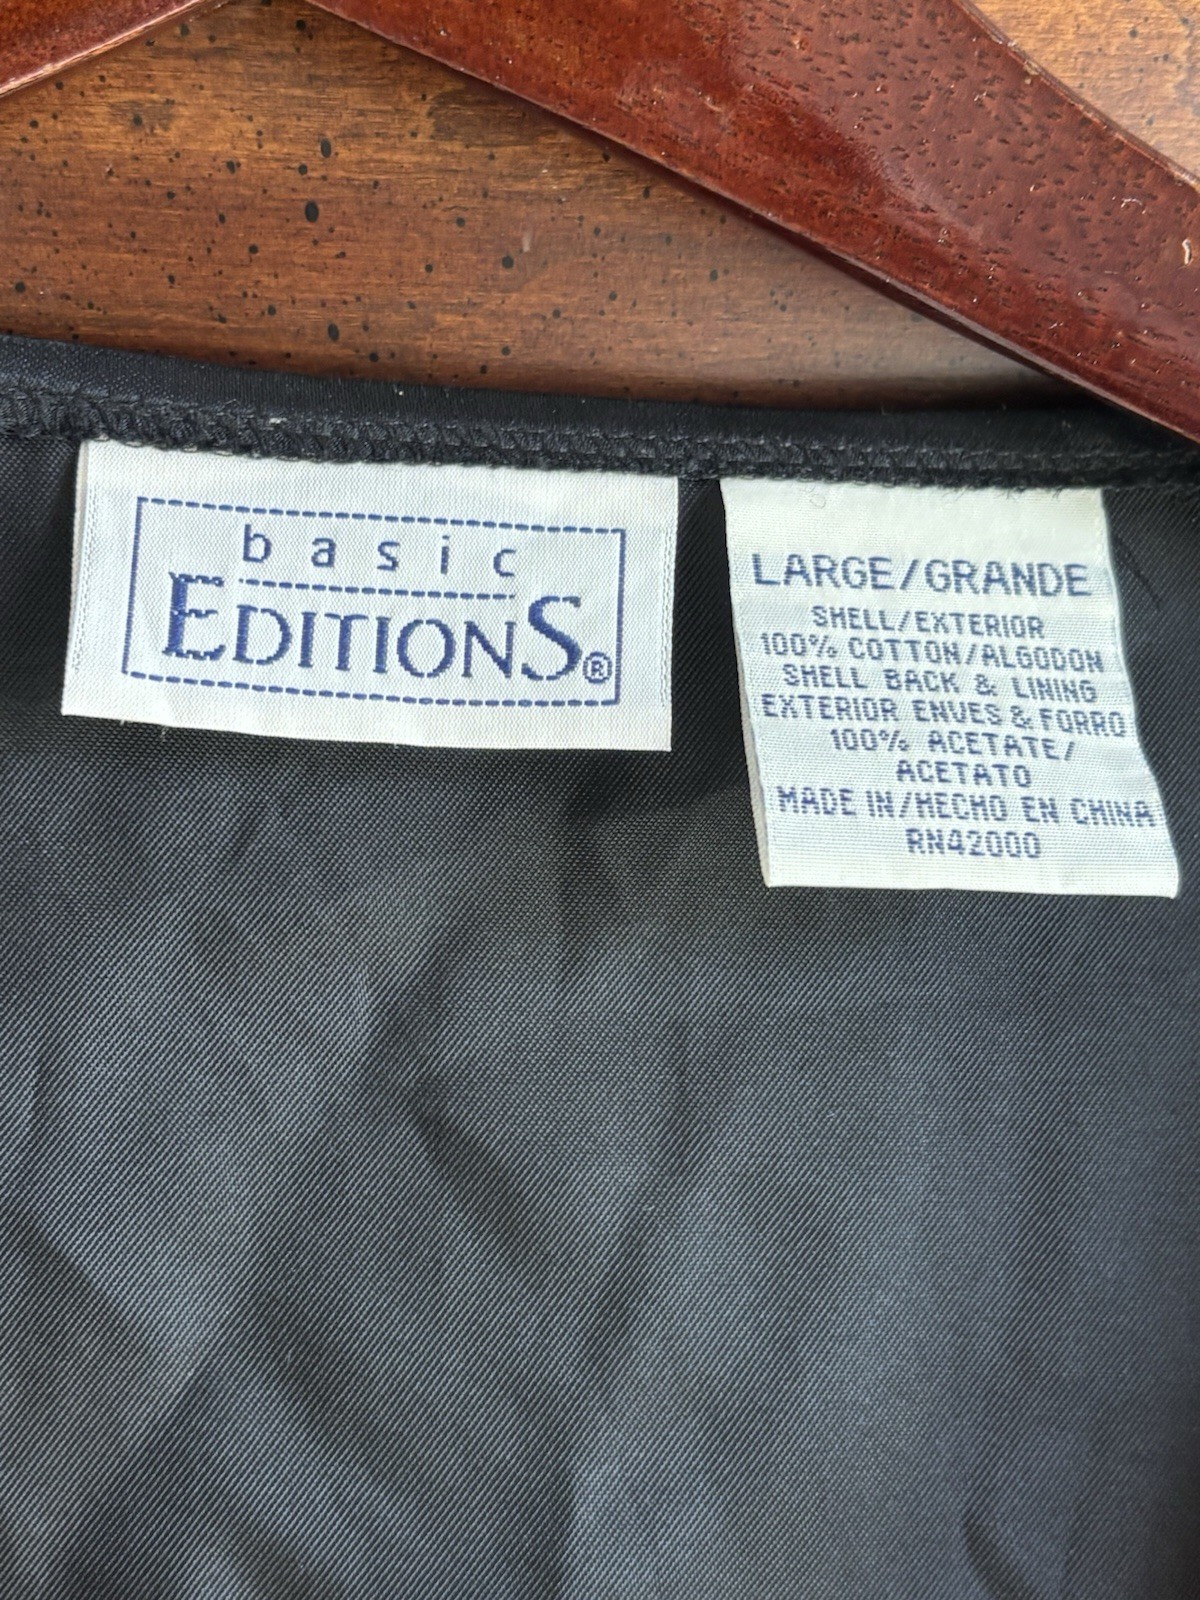 basic
EDITIONS®
LARGE/GRANDE
SHELL/EXTERIOR
100% COTTON/ALGODON
SHELL BACK & LINING
EXTERIOR ENVES & FORRO
100% ACETATE/
ACETATO
MADE IN/HECHO EN CHINA
RN42000